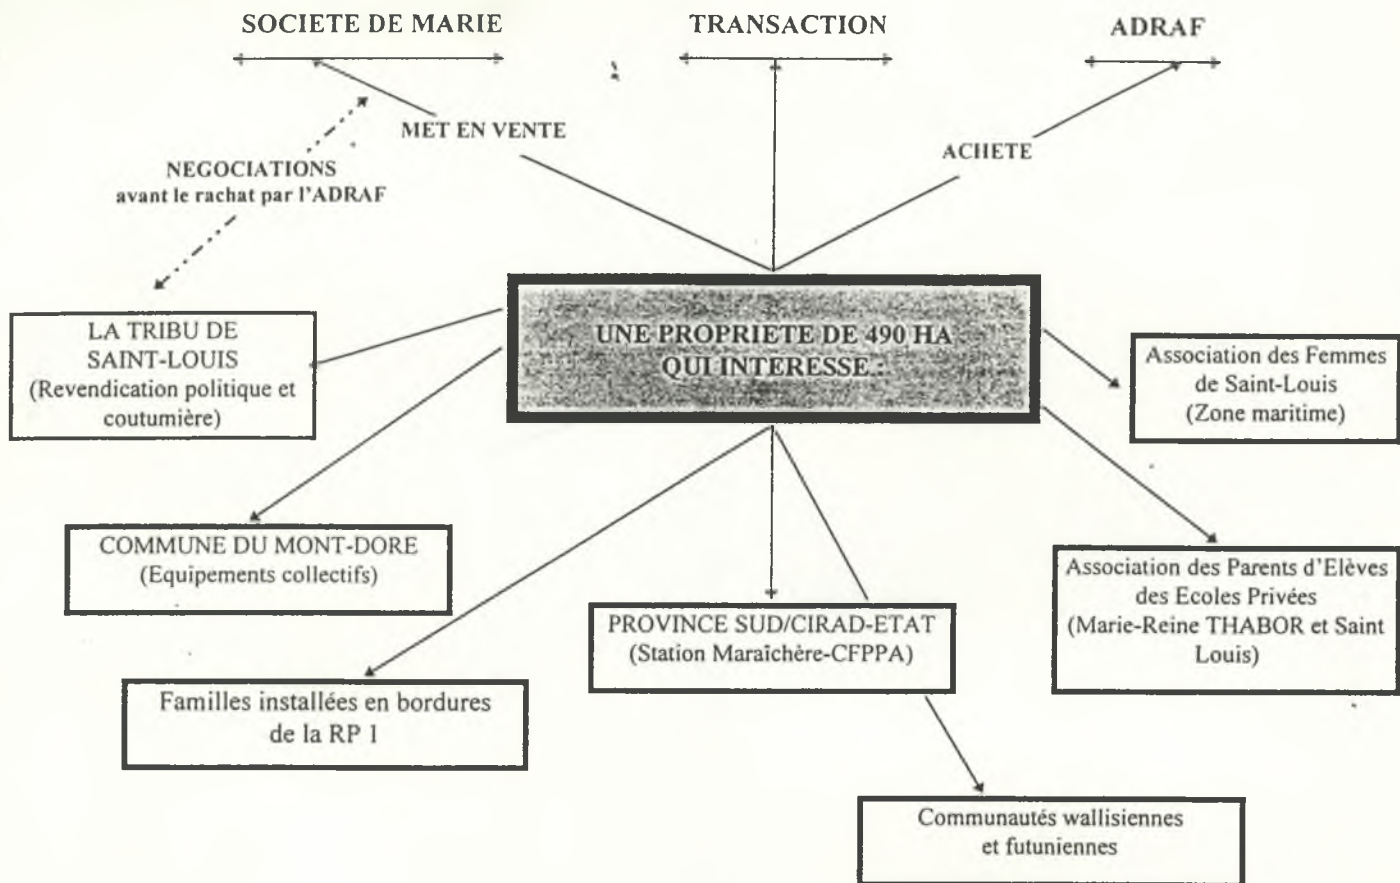 SOCIETE DE MARIE
TRANSACTION
ADRAF
MET EN VENTE
ACHETE
NEGOCIATIONS
avant le rachat par l'ADRAF
UNE PROPRIETE DE 490 HA
QUI INTERESSE :
LA TRIBU DE
SAINT-LOUIS
(Revendication politique et
coutumière)
Association des Femmes
de Saint-Louis
(Zone maritime)
COMMUNE DU MONT-DORE
(Equipements collectifs)
Association des Parents d'Elèves
des Ecoles Privées
(Marie-Reine THABOR et Saint
Louis)
PROVINCE SUD/CIRAD-ETAT
(Station Maraîchère-CFPPA)
Familles installées en bordures
de la RP 1
Communautés wallisiennes
et futuniennes